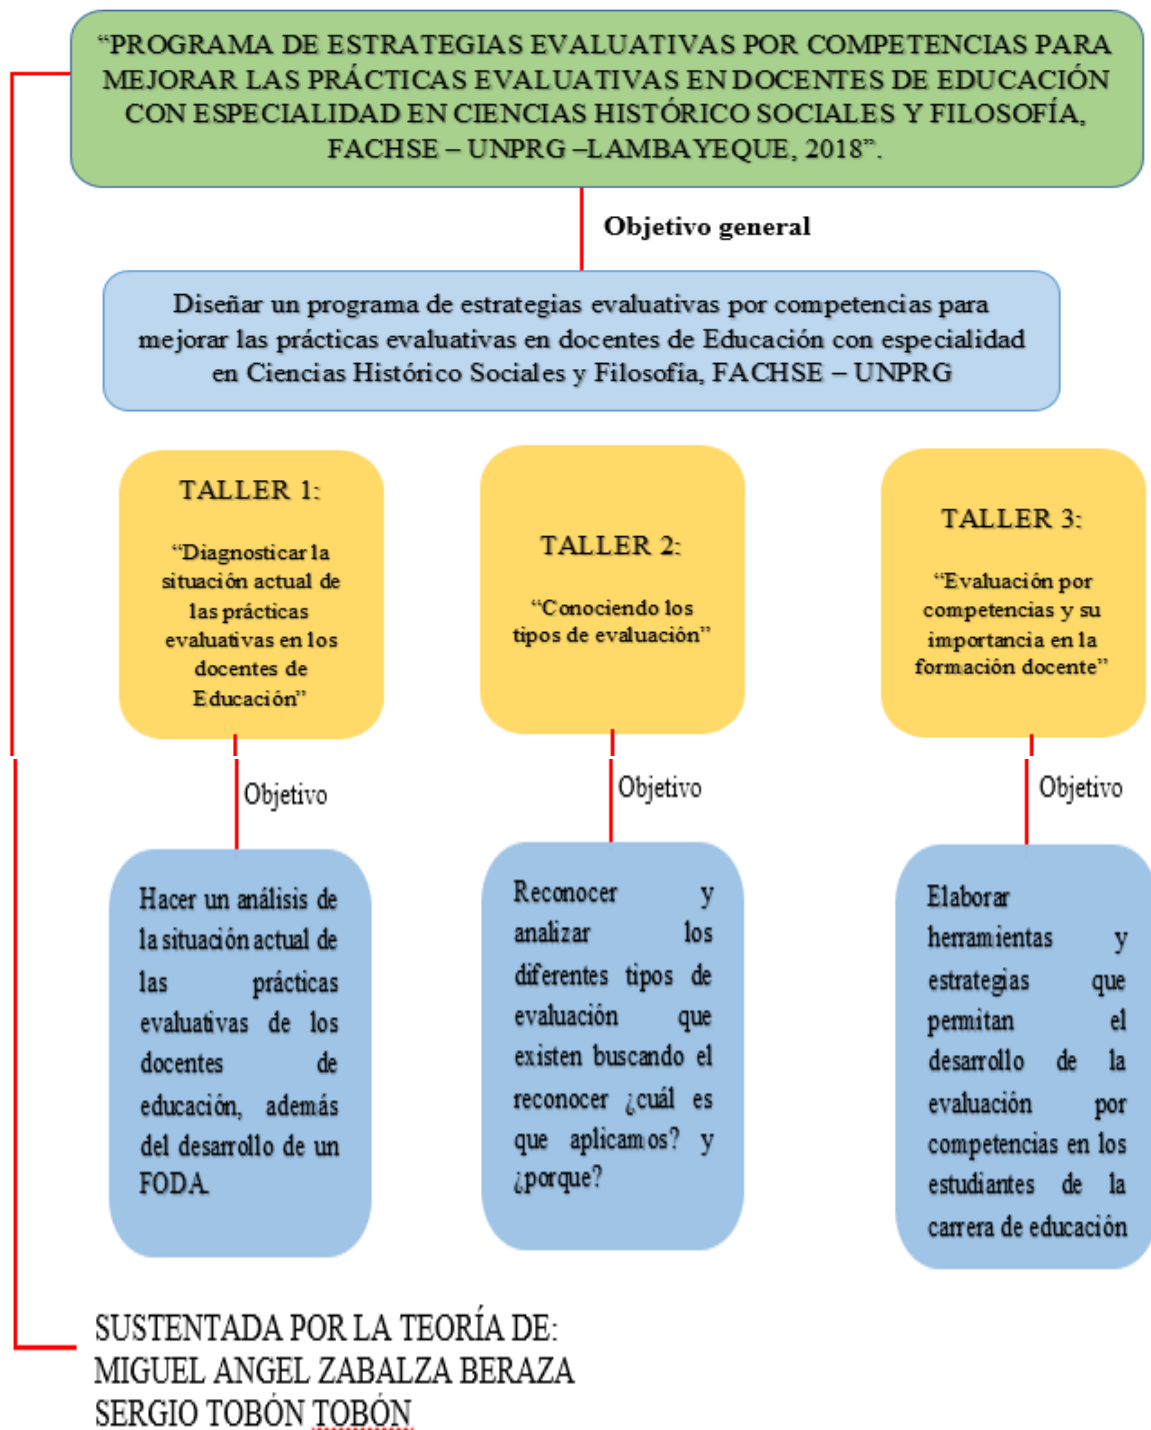 “PROGRAMA DE ESTRATEGIAS EVALUATIVAS POR COMPETENCIAS PARA
MEJORAR LAS PRÁCTICAS EVALUATIVAS EN DOCENTES DE EDUCACIÓN
CON ESPECIALIDAD EN CIENCIAS HISTÓRICO SOCIALES Y FILOSOFÍA,
FACHSE – UNPRG –LAMBAYEQUE, 2018”.
Objetivo general
Diseñar un programa de estrategias evaluativas por competencias para
mejorar las prácticas evaluativas en docentes de Educación con especialidad
en Ciencias Histórico Sociales y Filosofía, FACHSE – UNPRG
TALLER 1:
“Diagnosticar la
situación actual de
las prácticas
evaluativas en los
docentes de
Educación”
TALLER 2:
“Conociendo los
tipos de evaluación”
TALLER 3:
“Evaluación por
competencias y su
importancia en la
formación docente”
Objetivo
Objetivo
Objetivo
Hacer un análisis de
la situación actual de
las prácticas
evaluativas de los
docentes de
educación, además
del desarrollo de un
FODA.
Reconocer y
analizar los
diferentes tipos de
evaluación que
existen buscando el
reconocer ¿cuál es
que aplicamos? y
¿porque?
Elaborar
herramientas y
estrategias que
permitan el
desarrollo de la
evaluación por
competencias en los
estudiantes de la
carrera de educación
SUSTENTADA POR LA TEORÍA DE:
MIGUEL ANGEL ZABALZA BERAZA
SERGIO TOBÓN TOBÓN